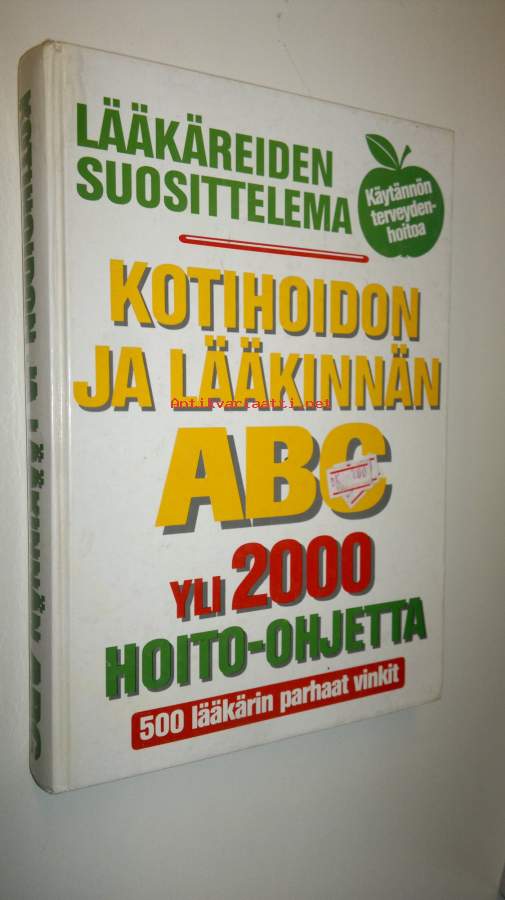 LÄÄKÄREIDEN
SUOSITTELEMA
Käytännön
terveyden-
hoitoa
KOTIHOIDON
JA LÄÄKINNÄN
Antikvariaatti.net
ABC
YLI 2000
HOITO-OHJETTA
500 lääkärin parhaat vinkit
KOTIHOIDON JA LÄÄKINNÄN ABC